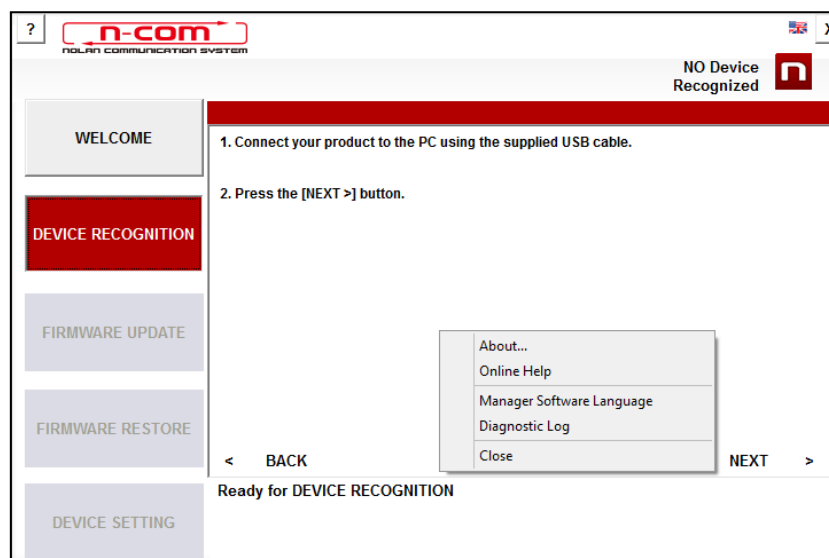 ?
n-com
NOLAN COMMUNICATION SYSTEM
X
NO Device
Recognized
n
WELCOME
DEVICE RECOGNITION
FIRMWARE UPDATE
FIRMWARE RESTORE
DEVICE SETTING
1. Connect your product to the PC using the supplied USB cable.
2. Press the [NEXT >] button.
About...
Online Help
Manager Software Language
Diagnostic Log
Close
< BACK
NEXT >
Ready for DEVICE RECOGNITION